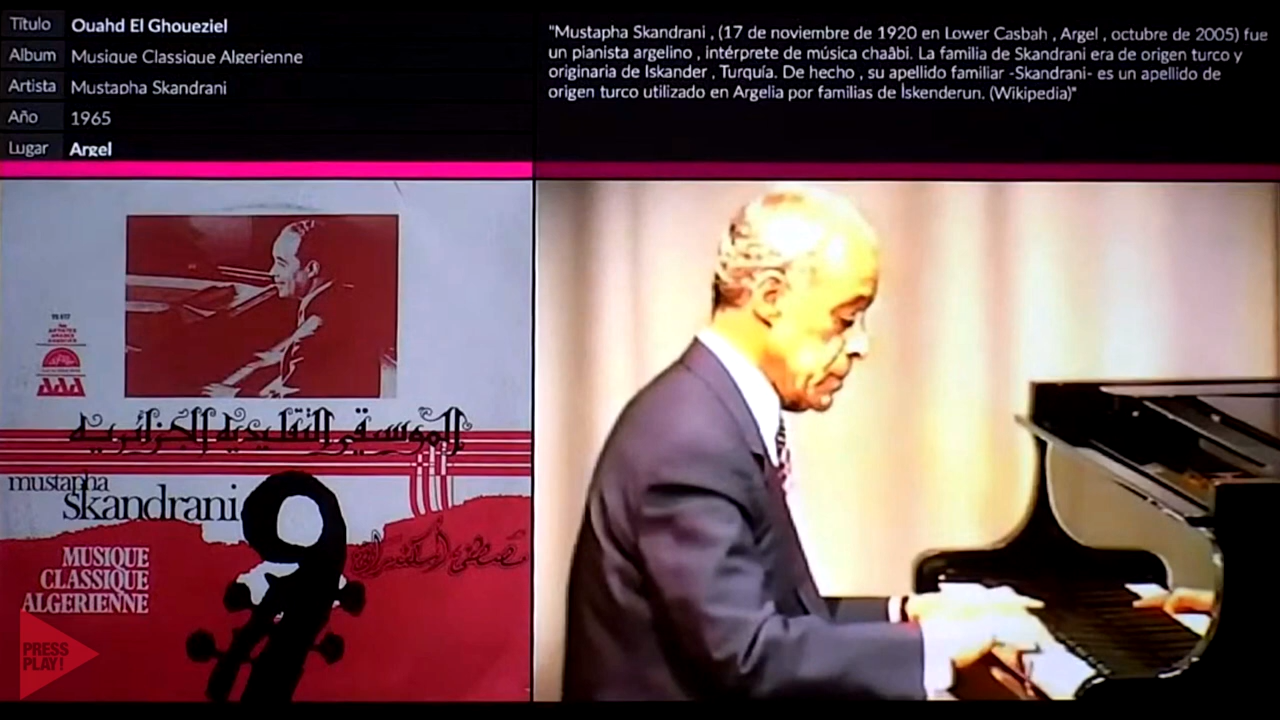 Título Ouahd El Ghoueziel
Album Musique Classique Algerienne
Artista Mustapha Skandrani
Año 1965
Lugar Argel
"Mustapha Skandrani , (17 de noviembre de 1920 en Lower Casbah , Argel , octubre de 2005) fue
un pianista argelino , intérprete de música chaâbi. La familia de Skandrani era de origen turco y
originaria de Iskander , Turquía. De hecho , su apellido familiar -Skandrani- es un apellido de
origen turco utilizado en Argelia por familias de İskenderun. (Wikipedia)"
AAA
الموسيقى التقليدية الجزائرية
mustapha
skandrani
مصطفى اسكندراني
MUSIQUE
CLASSIQUE
ALGERIENNE
PRESS
PLAY!